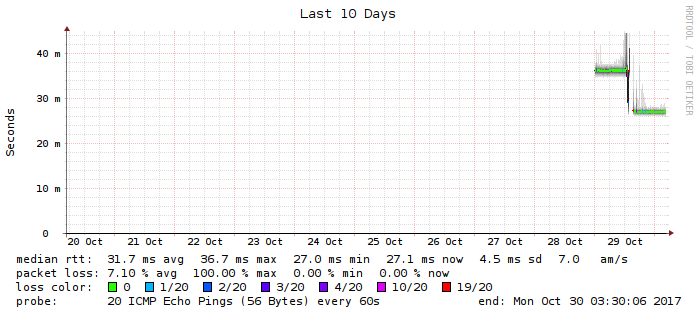 Last 10 Days
RRDTOOL / TOBI OETIKER
Seconds
40 m
30 m
20 m
10 m
0
20 Oct 21 Oct 22 Oct 23 Oct 24 Oct 25 Oct 26 Oct 27 Oct 28 Oct 29 Oct
median rtt: 31.7 ms avg 36.7 ms max 27.0 ms min 27.1 ms now 4.5 ms sd 7.0 am/s
packet loss: 7.10 % avg 100.00 % max 0.00 % min 0.00 % now
loss color: 0 1/20 2/20 3/20 4/20 10/20 19/20
probe: 20 ICMP Echo Pings (56 Bytes) every 60s end: Mon Oct 30 03:30:06 2017